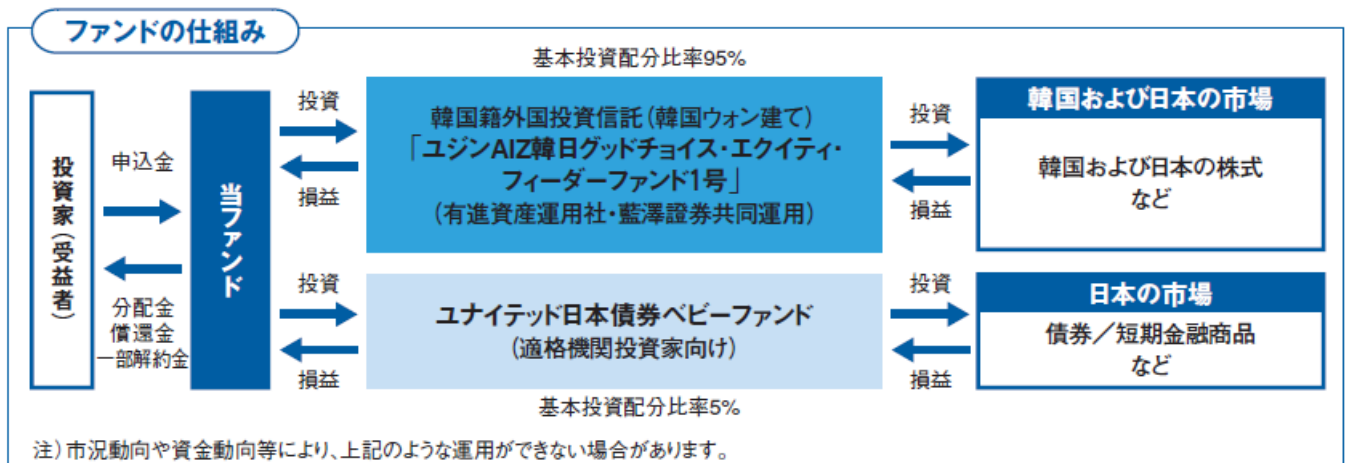 ファンドの仕組み
基本投資配分比率95%
投資家(受益者)
申込金
分配金
償還金
一部解約金
当ファンド
投資
損益
韓国籍外国投資信託(韓国ウォン建て)
「ユジンAIZ韓日グッドチョイス・エクイティ・
フィーダーファンド1号」
(有進資産運用社・藍澤證券共同運用)
投資
損益
韓国および日本の市場
韓国および日本の株式
など
投資
損益
ユナイテッド日本債券ベビーファンド
(適格機関投資家向け)
基本投資配分比率5%
投資
損益
日本の市場
債券/短期金融商品
など
注)市況動向や資金動向等により、上記のような運用ができない場合があります。